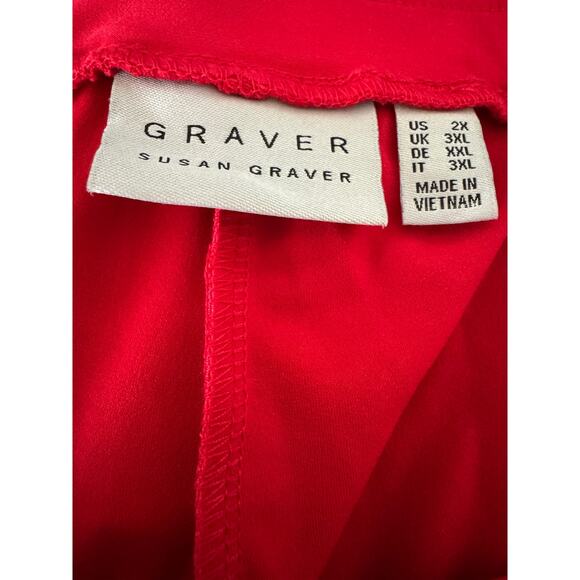 GRAVER
SUSAN GRAVER
US 2X
UK 3XL
DE XXL
IT 3XL
MADE IN
VIETNAM